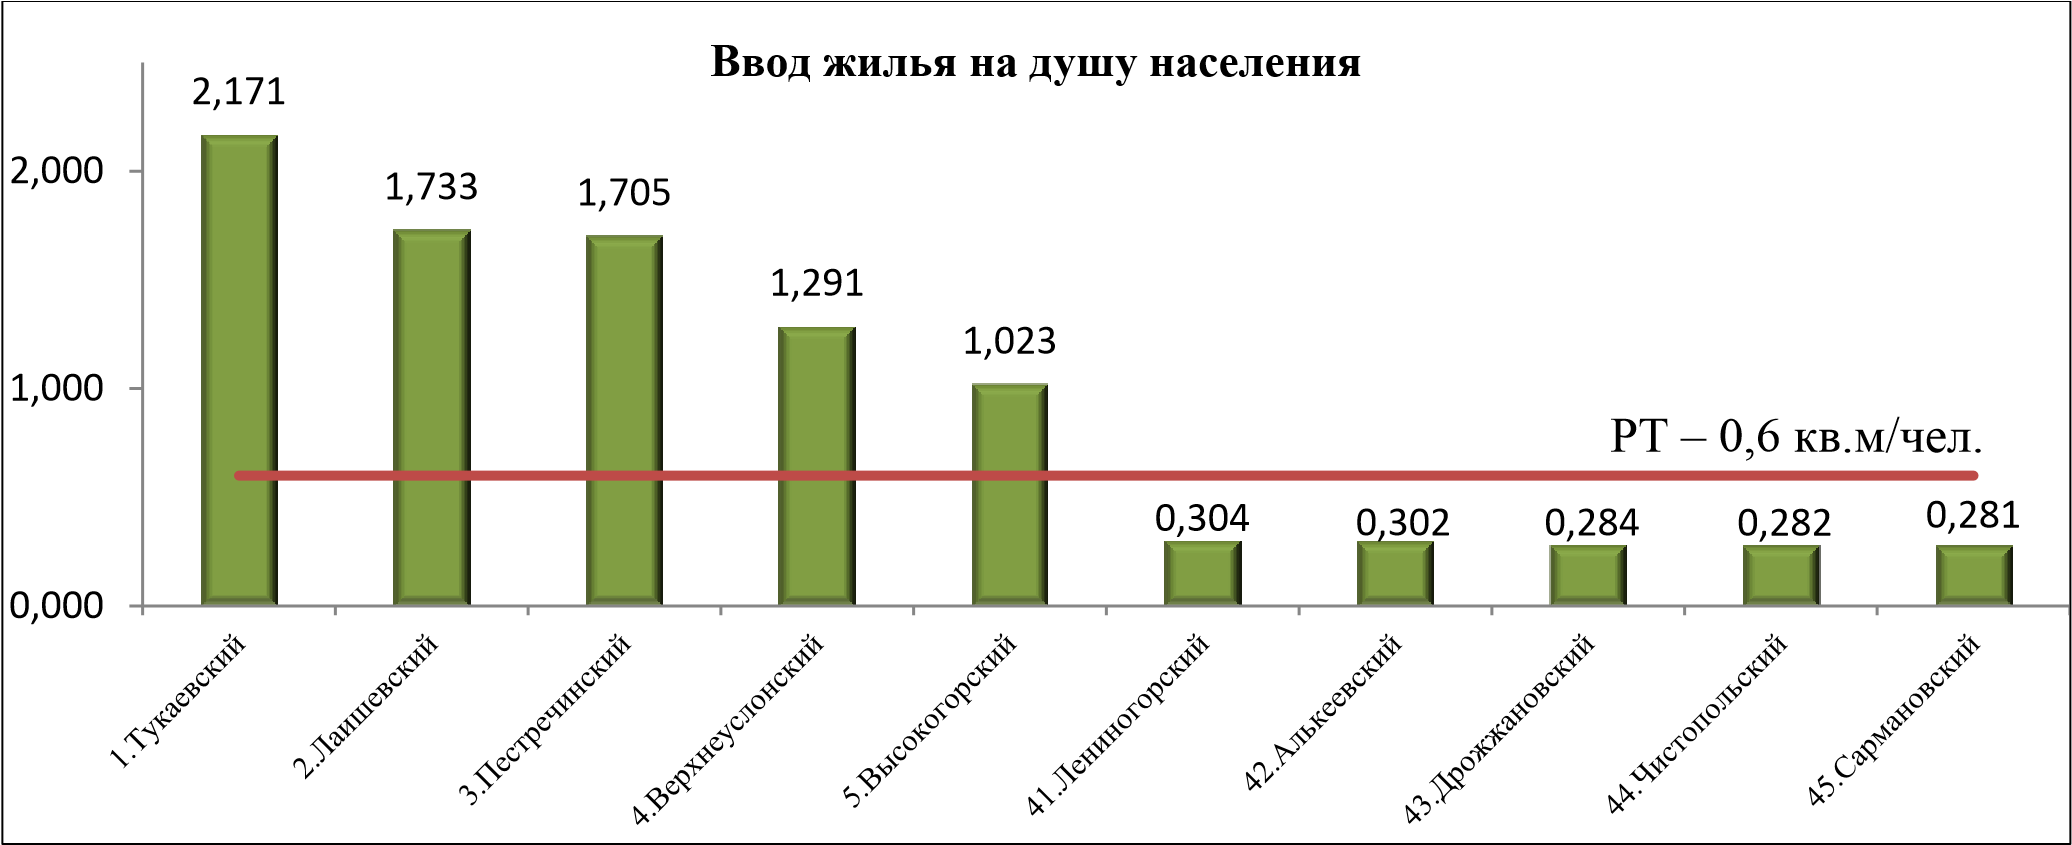 Ввод жилья на душу населения
2,171
1,733
1,705
1,291
1,023
0,304
0,302
0,284
0,282
0,281
РТ – 0,6 кв.м/чел.
2,000
1,000
0,000
1.Тукаевский
2.Лаишевский
3.Пестречинский
4.Верхнеуслонский
5.Высокогорский
41.Лениногорский
42.Алькеевский
43.Дрожжановский
44.Чистопольский
45.Сармановский